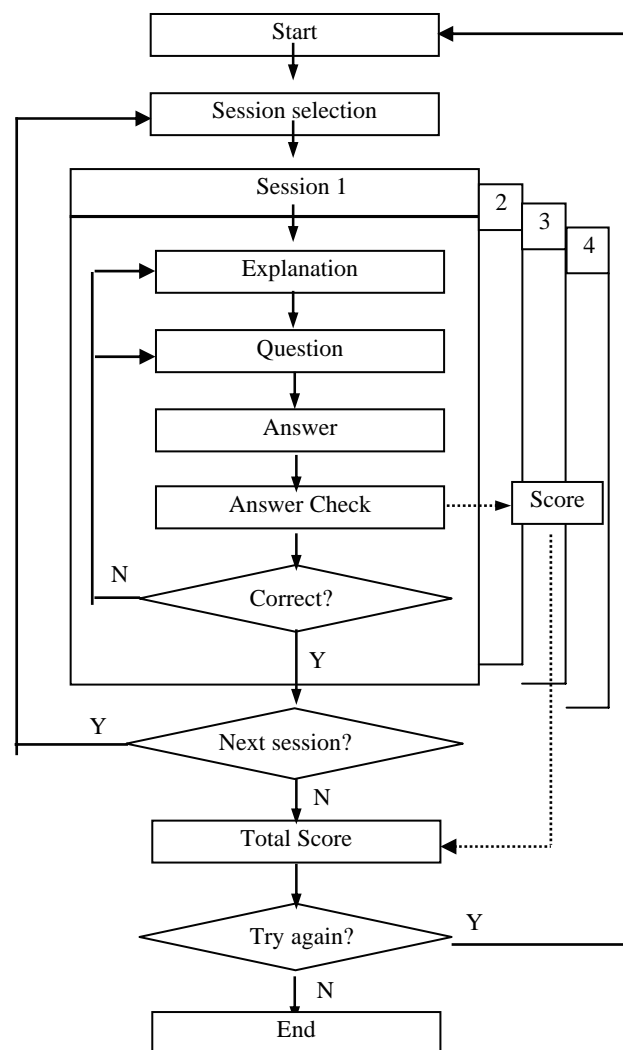 Start
Session selection
Session 1
2
3
4
Explanation
Question
Answer
Answer Check
Score
N
Correct?
Y
Y
Next session?
N
Total Score
Try again?
Y
N
End